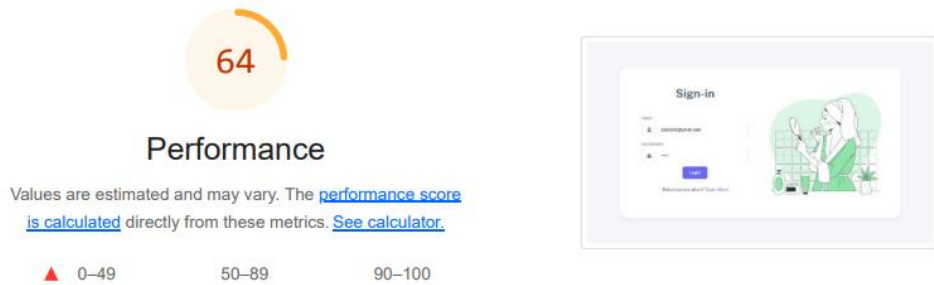 64
Performance
Values are estimated and may vary. The performance score
is calculated directly from these metrics. See calculator.
0–49 50–89 90–100
Sign-in
Login